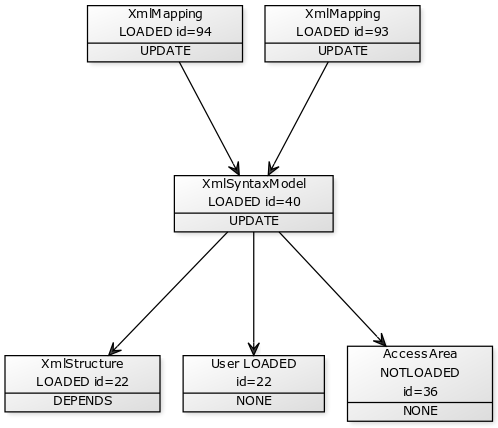 XmlMapping
LOADED id=94
UPDATE
XmlMapping
LOADED id=93
UPDATE
XmlSyntaxModel
LOADED id=40
UPDATE
XmlStructure
LOADED id=22
DEPENDS
User LOADED
id=22
NONE
AccessArea
NOTLOADED
id=36
NONE